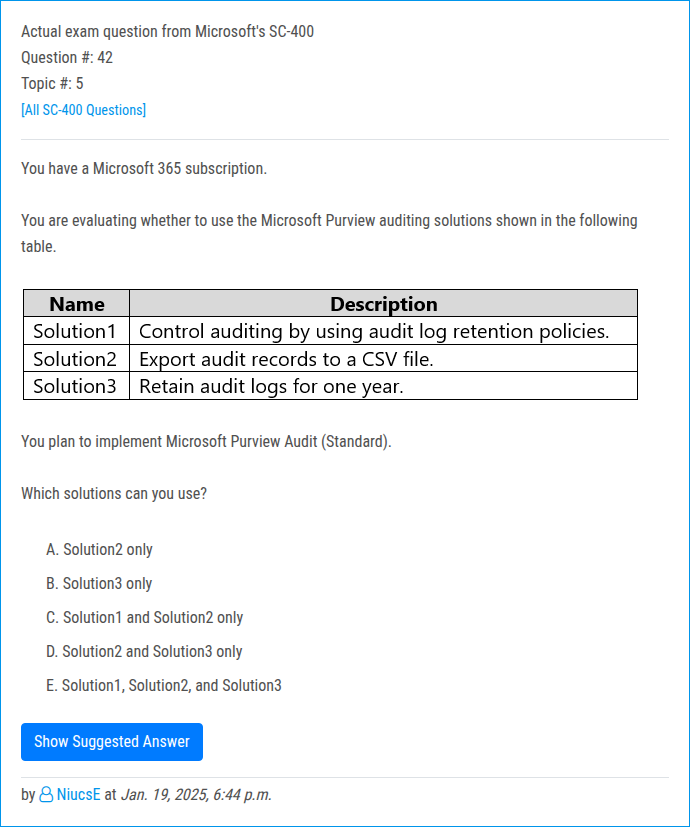 Actual exam question from Microsoft's SC-400
Question #: 42
Topic #: 5
[All SC-400 Questions]
You have a Microsoft 365 subscription.
You are evaluating whether to use the Microsoft Purview auditing solutions shown in the following
table.
Name Description
Solution1 Control auditing by using audit log retention policies.
Solution2 Export audit records to a CSV file.
Solution3 Retain audit logs for one year.
You plan to implement Microsoft Purview Audit (Standard).
Which solutions can you use?
A. Solution2 only
B. Solution3 only
C. Solution1 and Solution2 only
D. Solution2 and Solution3 only
E. Solution1, Solution2, and Solution3
Show Suggested Answer
by NiucsE at Jan. 19, 2025, 6:44 p.m.